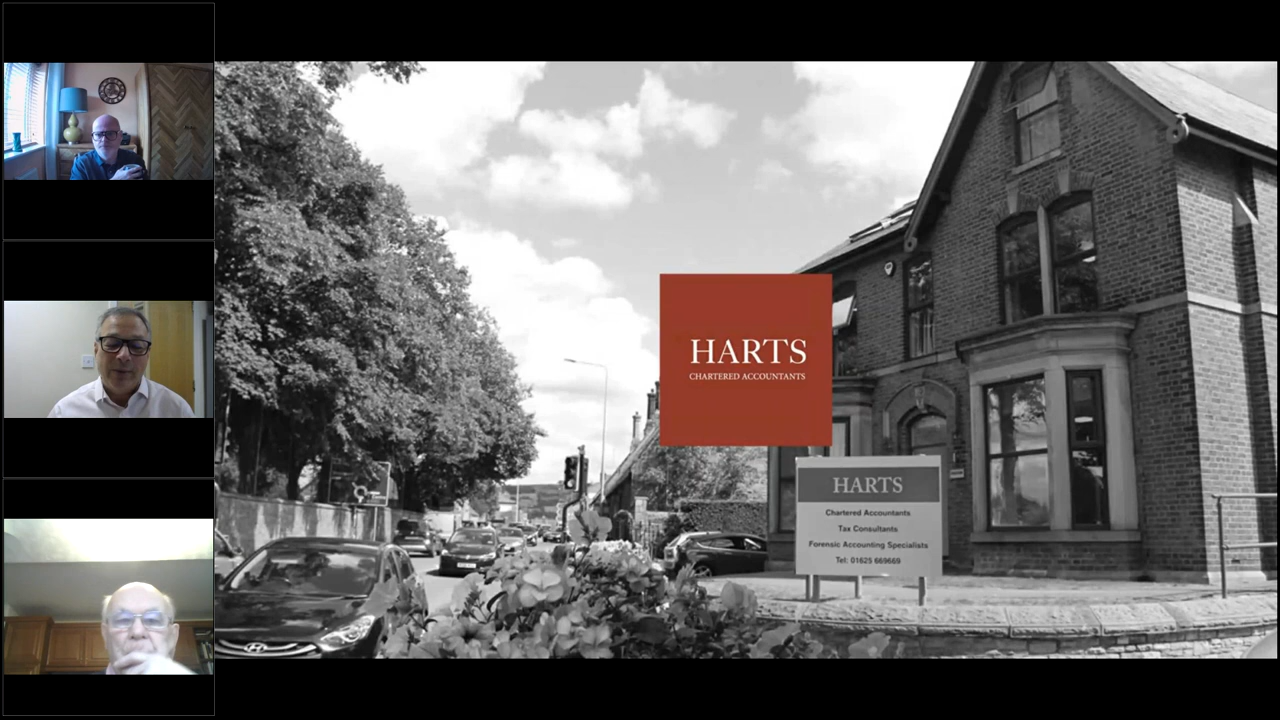 HARTS
CHARTERED ACCOUNTANTS
HARTS
Chartered Accountants
Tax Consultants
Forensic Accounting Specialists
Tel: 01625 669669